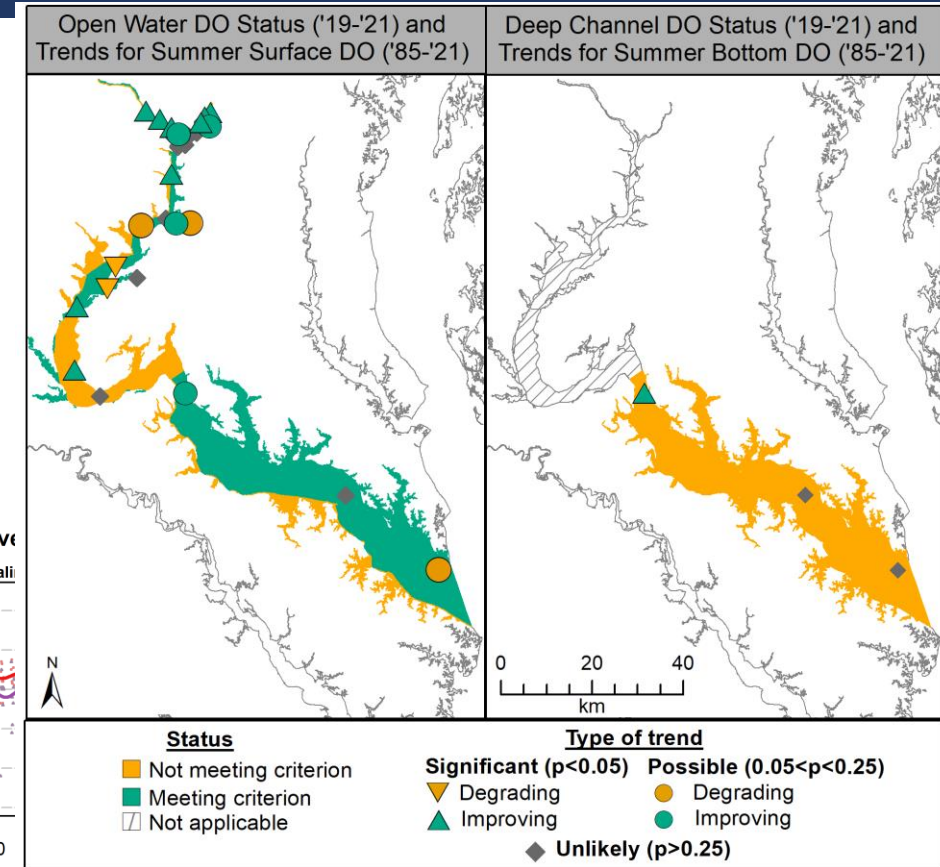 Open Water DO Status ('19-'21) and
Trends for Summer Surface DO ('85-'21)
Deep Channel DO Status ('19-'21) and
Trends for Summer Bottom DO ('85-'21)
N
0 20 40
km
Status
Not meeting criterion
Meeting criterion
Not applicable
Type of trend
Significant (p<0.05) Possible (0.05<p<0.25)
Degrading Degrading
Improving Improving
Unlikely (p>0.25)